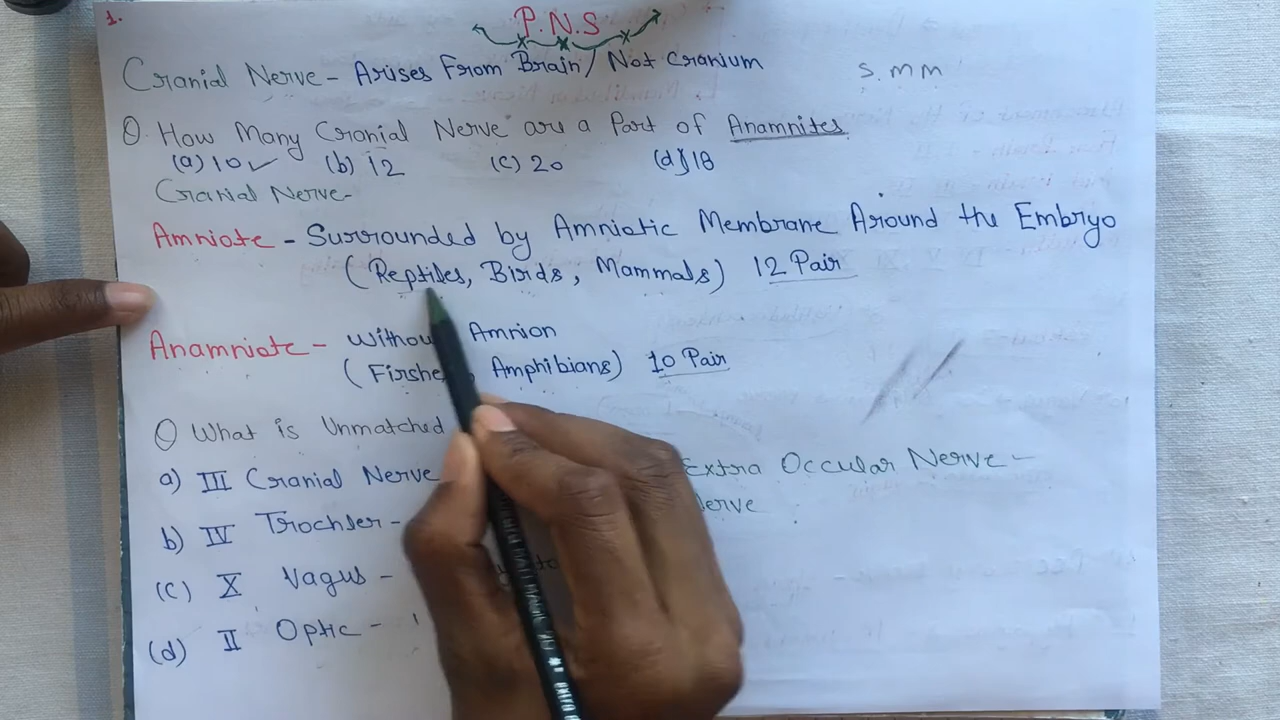 1.
P.N.S
Cranial Nerve - Arises From Brain / Not Cranium
S. M M
Q. How Many Cranial Nerve are a Part of Anamnites
(a) 10 ✓ (b) 12 (c) 20 (d) 18
Cranial Nerve-
Amniote - Surrounded by Amniotic Membrane Around the Embryo
(Reptiles, Birds, Mammals) 12 Pair
Anamniote - Without Amnion
(Firshe Amphibians) 10 Pair
Q What is Unmatched
a) III Cranial Nerve Extra Occular Nerve -
Nerve
b) IV Trochler -
(c) X Vagus -
(d) II Optic -